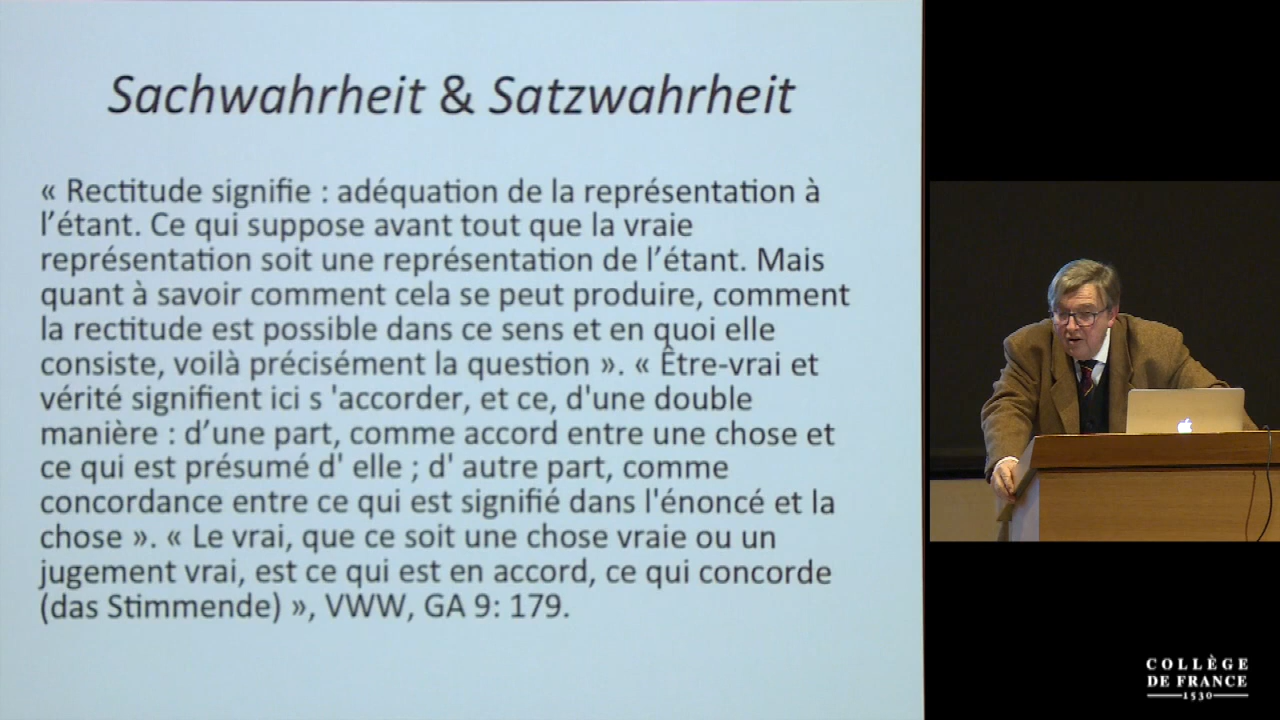 Sachwahrheit & Satzwahrheit
« Rectitude signifie : adéquation de la représentation à
l’étant. Ce qui suppose avant tout que la vraie
représentation soit une représentation de l’étant. Mais
quant à savoir comment cela se peut produire, comment
la rectitude est possible dans ce sens et en quoi elle
consiste, voilà précisément la question ». « Être-vrai et
vérité signifient ici s 'accorder, et ce, d'une double
manière : d’une part, comme accord entre une chose et
ce qui est présumé d' elle ; d' autre part, comme
concordance entre ce qui est signifié dans l'énoncé et la
chose ». « Le vrai, que ce soit une chose vraie ou un
jugement vrai, est ce qui est en accord, ce qui concorde
(das Stimmende) », VWW, GA 9: 179.
COLLÈGE
DE FRANCE
1530